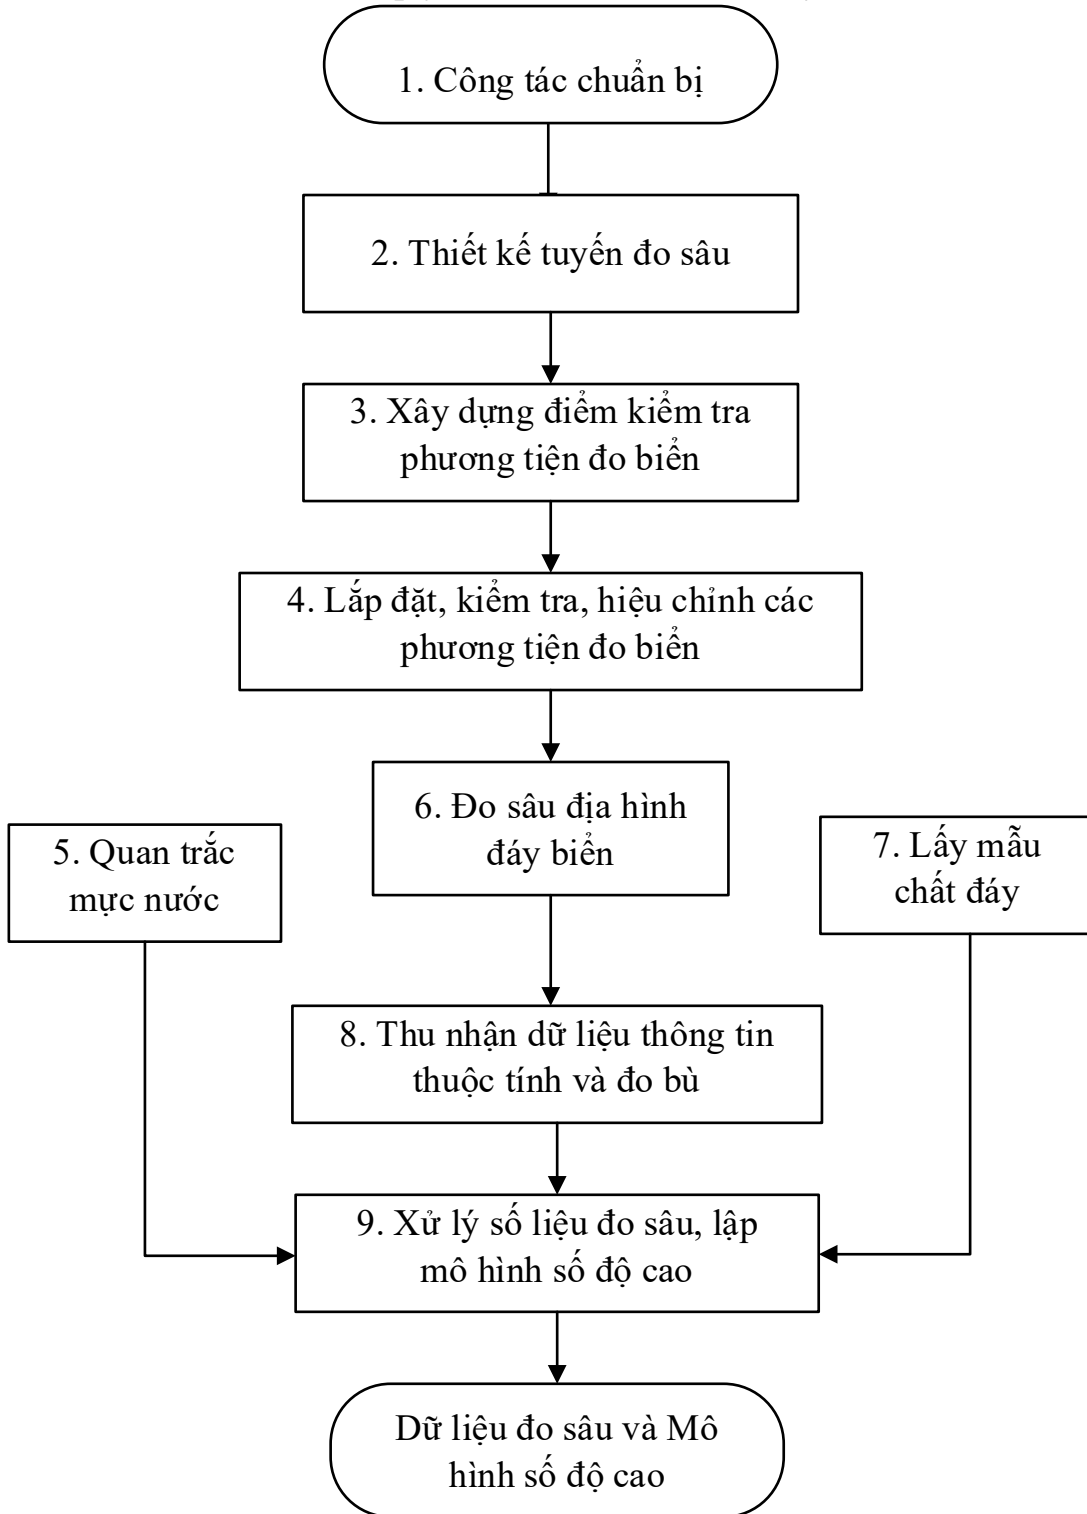 1. Công tác chuẩn bị
2. Thiết kế tuyến đo sâu
3. Xây dựng điểm kiểm tra
phương tiện đo biển
4. Lắp đặt, kiểm tra, hiệu chỉnh các
phương tiện đo biển
5. Quan trắc
mực nước
6. Đo sâu địa hình
đáy biển
7. Lấy mẫu
chất đáy
8. Thu nhận dữ liệu thông tin
thuộc tính và đo bù
9. Xử lý số liệu đo sâu, lập
mô hình số độ cao
Dữ liệu đo sâu và Mô
hình số độ cao